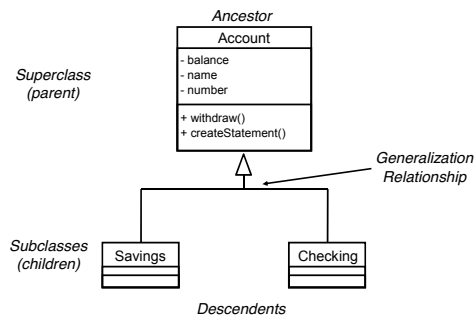 Ancestor
Account
- balance
- name
- number
+ withdraw()
+ createStatement()
Superclass
(parent)
Generalization
Relationship
Subclasses
(children)
Savings
Checking
Descendents